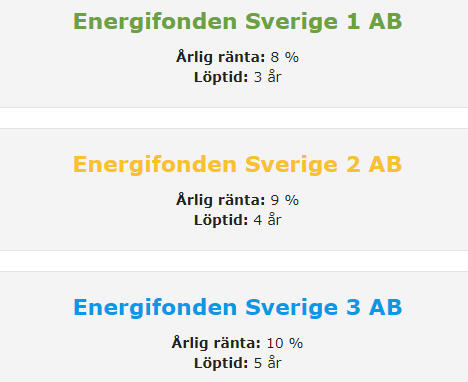 Energifonden Sverige 1 AB
Årlig ränta: 8 %
Löptid: 3 år
Energifonden Sverige 2 AB
Årlig ränta: 9 %
Löptid: 4 år
Energifonden Sverige 3 AB
Årlig ränta: 10 %
Löptid: 5 år